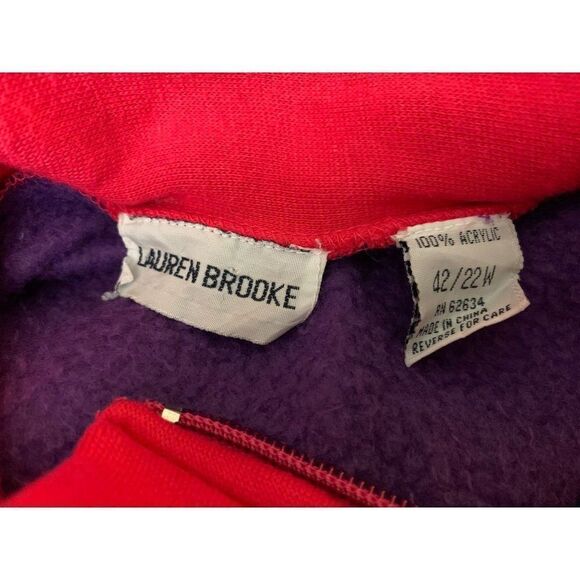 LAUREN BROOKE
100% ACRYLIC
42/22W
RN 62634
MADE IN CHINA
REVERSE FOR CARE